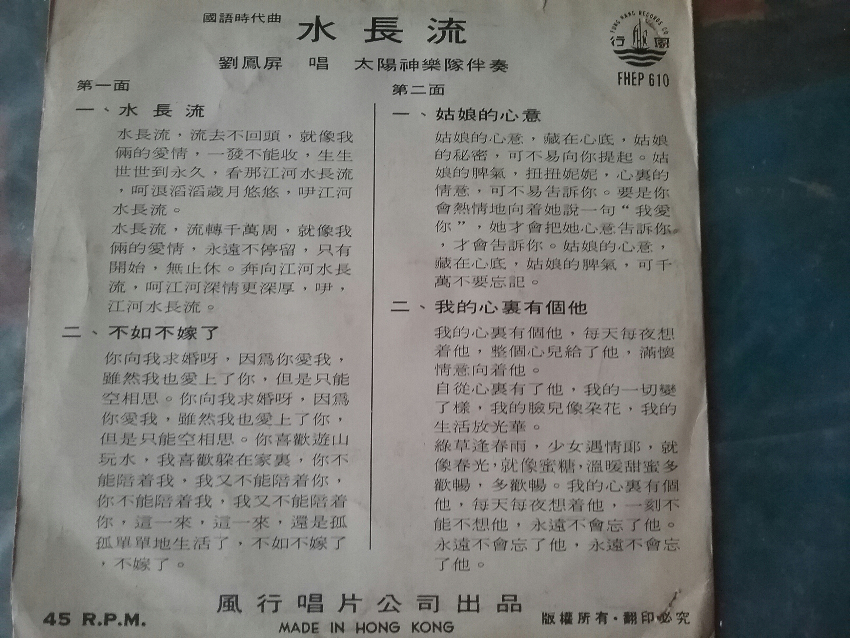 國語時代曲 水長流
劉鳳屏 唱 太陽神樂隊伴奏
FUNG HANG RECORDS CO
行風
FHEP 610
第一面
一、水長流
水長流，流去不回頭，就像我
倆的愛情，一發不能收，生生
世世到永久，看那江河水長流
，呵浪滔滔歲月悠悠，咿江河
水長流。
水長流，流轉千萬周，就像我
倆的愛情，永遠不停留，只有
開始，無止休。奔向江河水長
流，呵江河深情更深厚，咿，
江河水長流。
二、不如不嫁了
你向我求婚呀，因爲你愛我，
雖然我也愛上了你，但是只能
空相思。你向我求婚呀，因爲
你愛我，雖然我也愛上了你，
但是只能空相思。你喜歡遊山
玩水，我喜歡躲在家裏，你不
能陪着我，我又不能陪着你，
你不能陪着我，我又不能陪着
你，這一來，這一來，還是孤
孤單單地生活了，不如不嫁了
，不嫁了。
第二面
一、姑娘的心意
姑娘的心意，藏在心底，姑娘
的秘密，可不易向你提起。姑
娘的脾氣，扭扭妮妮，心裏的
情意，可不易告訴你。要是你
會熱情地向着她說一句“我愛
你”，她才會把她心意告訴你
，才會告訴你。姑娘的心意，
藏在心底，姑娘的脾氣，可千
萬不要忘記。
二、我的心裏有個他
我的心裏有個他，每天每夜想
着他，整個心兒給了他，滿懷
情意向着他。
自從心裏有了他，我的一切變
了樣，我的臉兒像朶花，我的
生活放光華。
綠草逢春雨，少女遇情郎，就
像春光，就像蜜糖，溫暖甜蜜多
歡暢，多歡暢。我的心裏有個
他，每天每夜想着他，一刻不
能不想他，永遠不會忘了他。
永遠不會忘了他，永遠不會忘
了他。
45 R.P.M.
風行唱片公司出品
MADE IN HONG KONG
版權所有·翻印必究